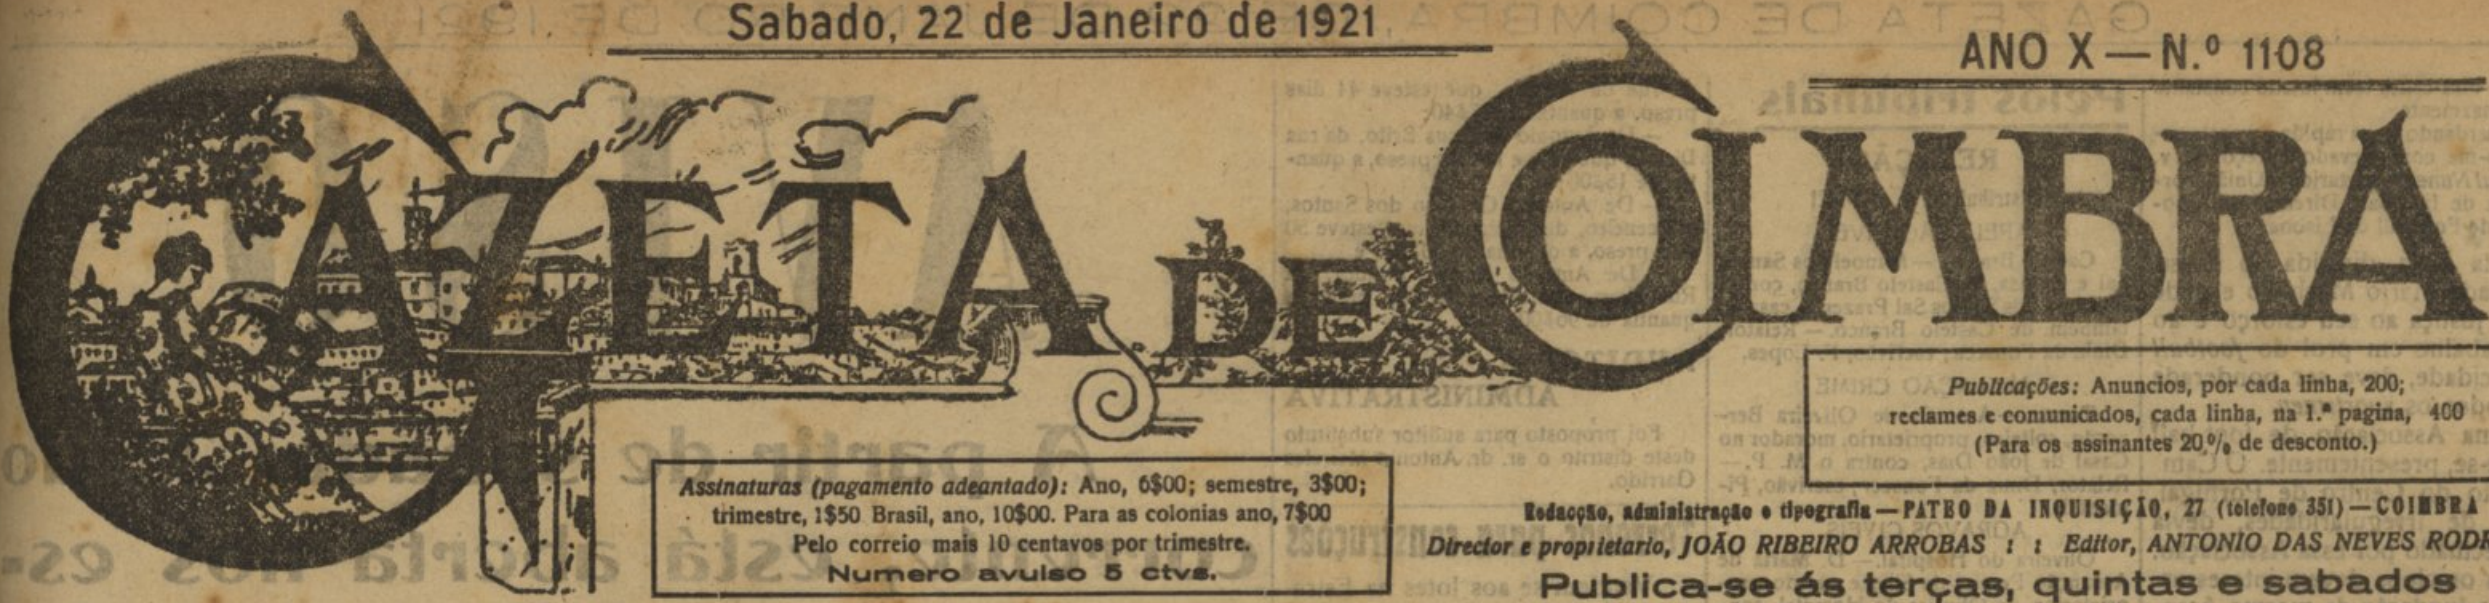 Sabado, 22 de Janeiro de 1921
ANO X — N.º 1108
GAZETA DE COIMBRA
Publicações: Anuncios, por cada linha, 200;
reclames e comunicados, cada linha, na 1.ª pagina, 400
(Para os assinantes 20% de desconto.)
Assinaturas (pagamento adeantado): Ano, 6$00; semestre, 3$00;
trimestre, 1$50 Brasil, ano, 10$00. Para as colonias ano, 7$00
Pelo correio mais 10 centavos por trimestre.
Numero avulso 5 ctvs.
Redacção, administração e tipografia — PATEO DA INQUISIÇÃO, 27 (telefone 351) — COIMBRA
Director e proprietario, JOÃO RIBEIRO ARROBAS : : Editor, ANTONIO DAS NEVES
Publica-se ás terças, quintas e sabados